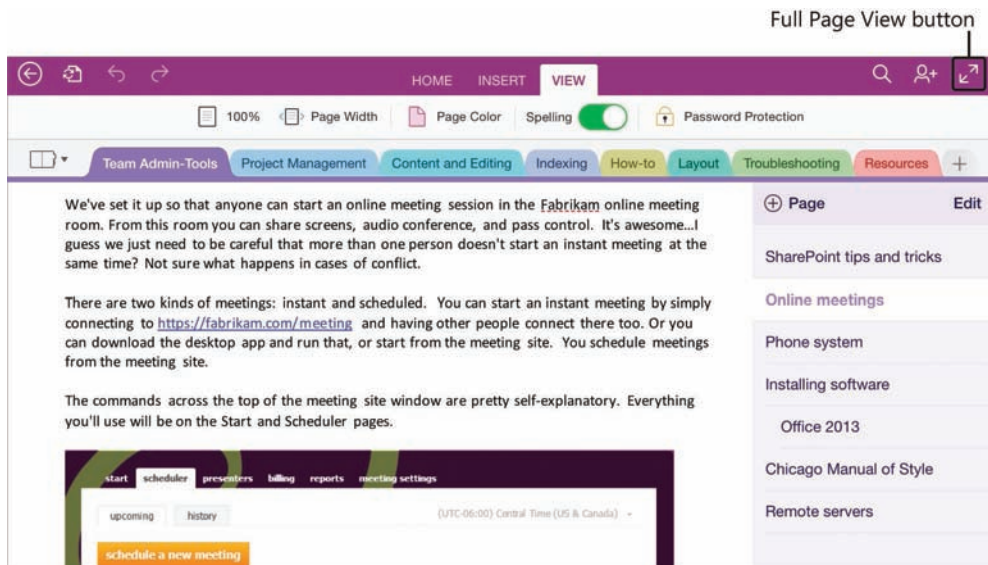 Full Page View button
HOME INSERT VIEW
100% Page Width Page Color Spelling Password Protection
Team Admin-Tools Project Management Content and Editing Indexing How-to Layout Troubleshooting Resources +
We've set it up so that anyone can start an online meeting session in the Fabrikam online meeting
room. From this room you can share screens, audio conference, and pass control. It's awesome...I
guess we just need to be careful that more than one person doesn't start an instant meeting at the
same time? Not sure what happens in cases of conflict.
There are two kinds of meetings: instant and scheduled. You can start an instant meeting by simply
connecting to https://fabrikam.com/meeting and having other people connect there too. Or you
can download the desktop app and run that, or start from the meeting site. You schedule meetings
from the meeting site.
The commands across the top of the meeting site window are pretty self-explanatory. Everything
you'll use will be on the Start and Scheduler pages.
start scheduler presenters billing reports meeting settings
upcoming history (UTC-06:00) Central Time (US & Canada)
schedule a new meeting
Page Edit
SharePoint tips and tricks
Online meetings
Phone system
Installing software
Office 2013
Chicago Manual of Style
Remote servers